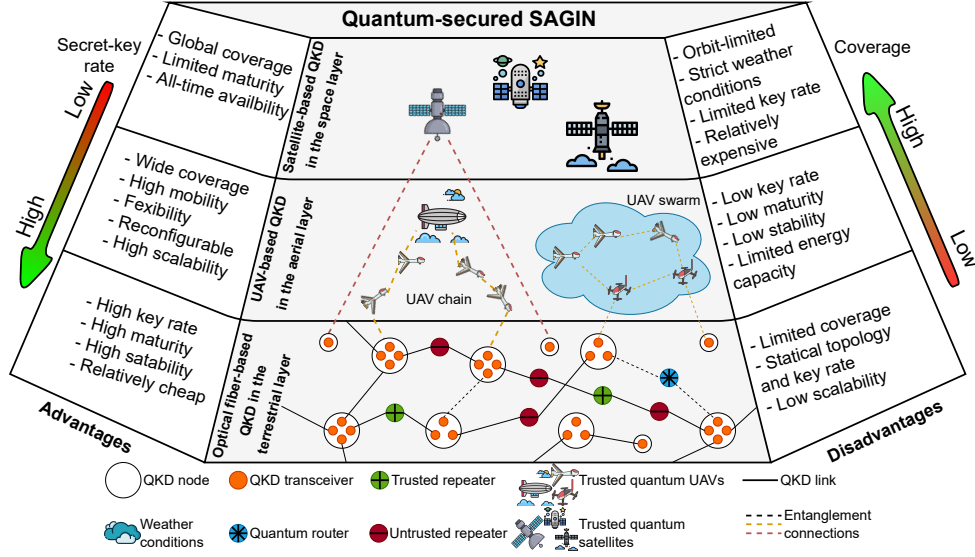 Quantum-secured SAGIN
Secret-key
rate
Low
High
- Global coverage
- Limited maturity
- All-time availbility
Satellite-based QKD
in the space layer
- Orbit-limited
- Strict weather
conditions
- Limited key rate
- Relatively
expensive
Coverage
High
Low
- Wide coverage
- High mobility
- Fexibility
- Reconfigurable
- High scalability
UAV-based QKD
in the aerial layer
UAV chain
UAV swarm
- Low key rate
- Low maturity
- Low stability
- Limited energy
capacity
- High key rate
- High maturity
- High satability
- Relatively cheap
Optical fiber-based
QKD in the
terrestrial layer
- Limited coverage
- Statical topology
and key rate
- Low scalability
Advantages
Disadvantages
QKD node
QKD transceiver
Trusted repeater
Trusted quantum UAVs
QKD link
Weather
conditions
Quantum router
Untrusted repeater
Trusted quantum
satellites
Entanglement
connections